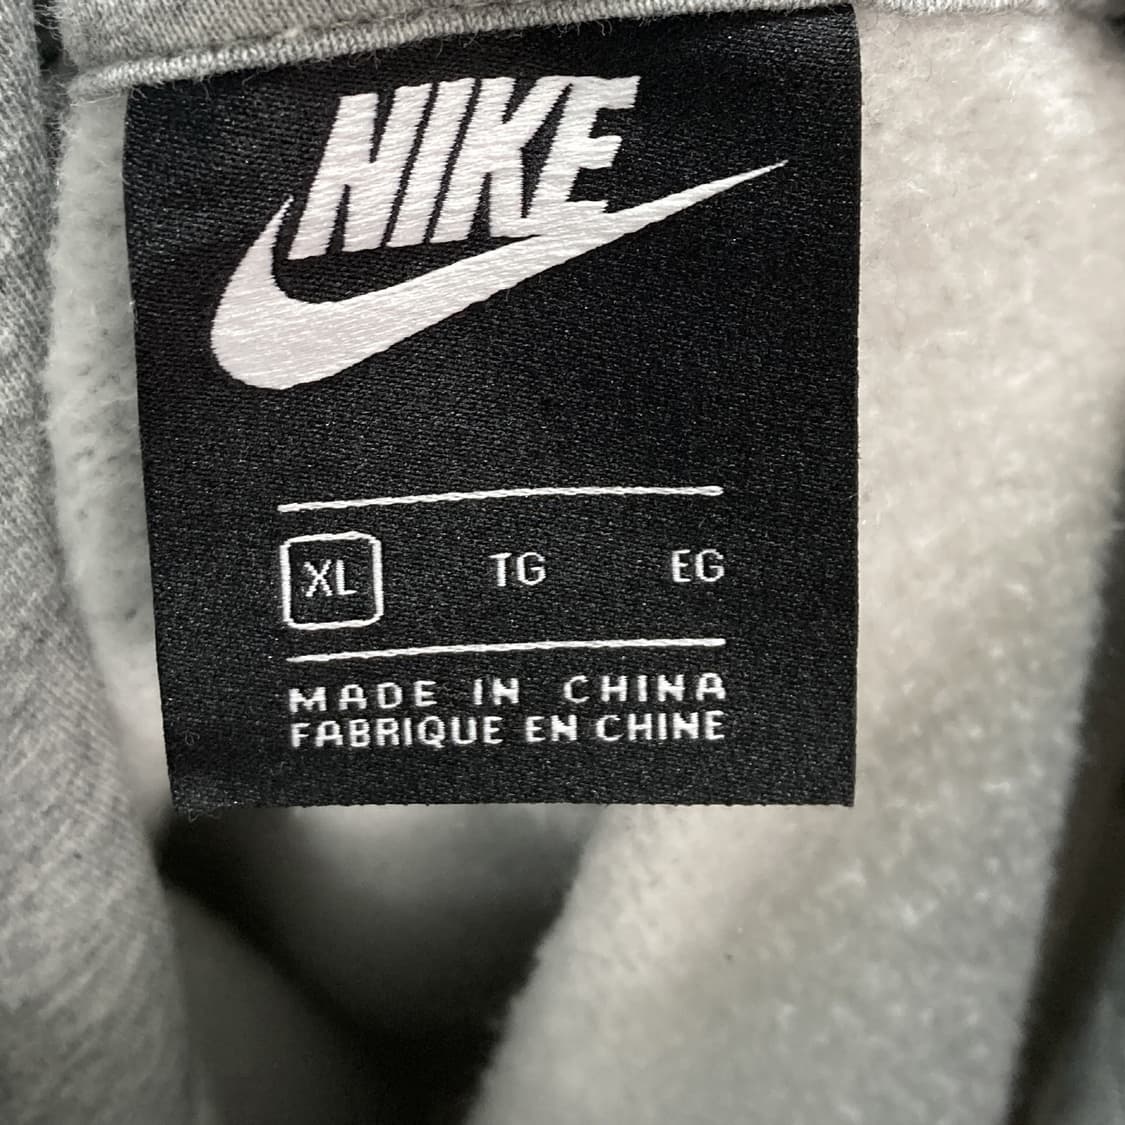 NIKE
XL TG EG
MADE IN CHINA
FABRIQUE EN CHINE